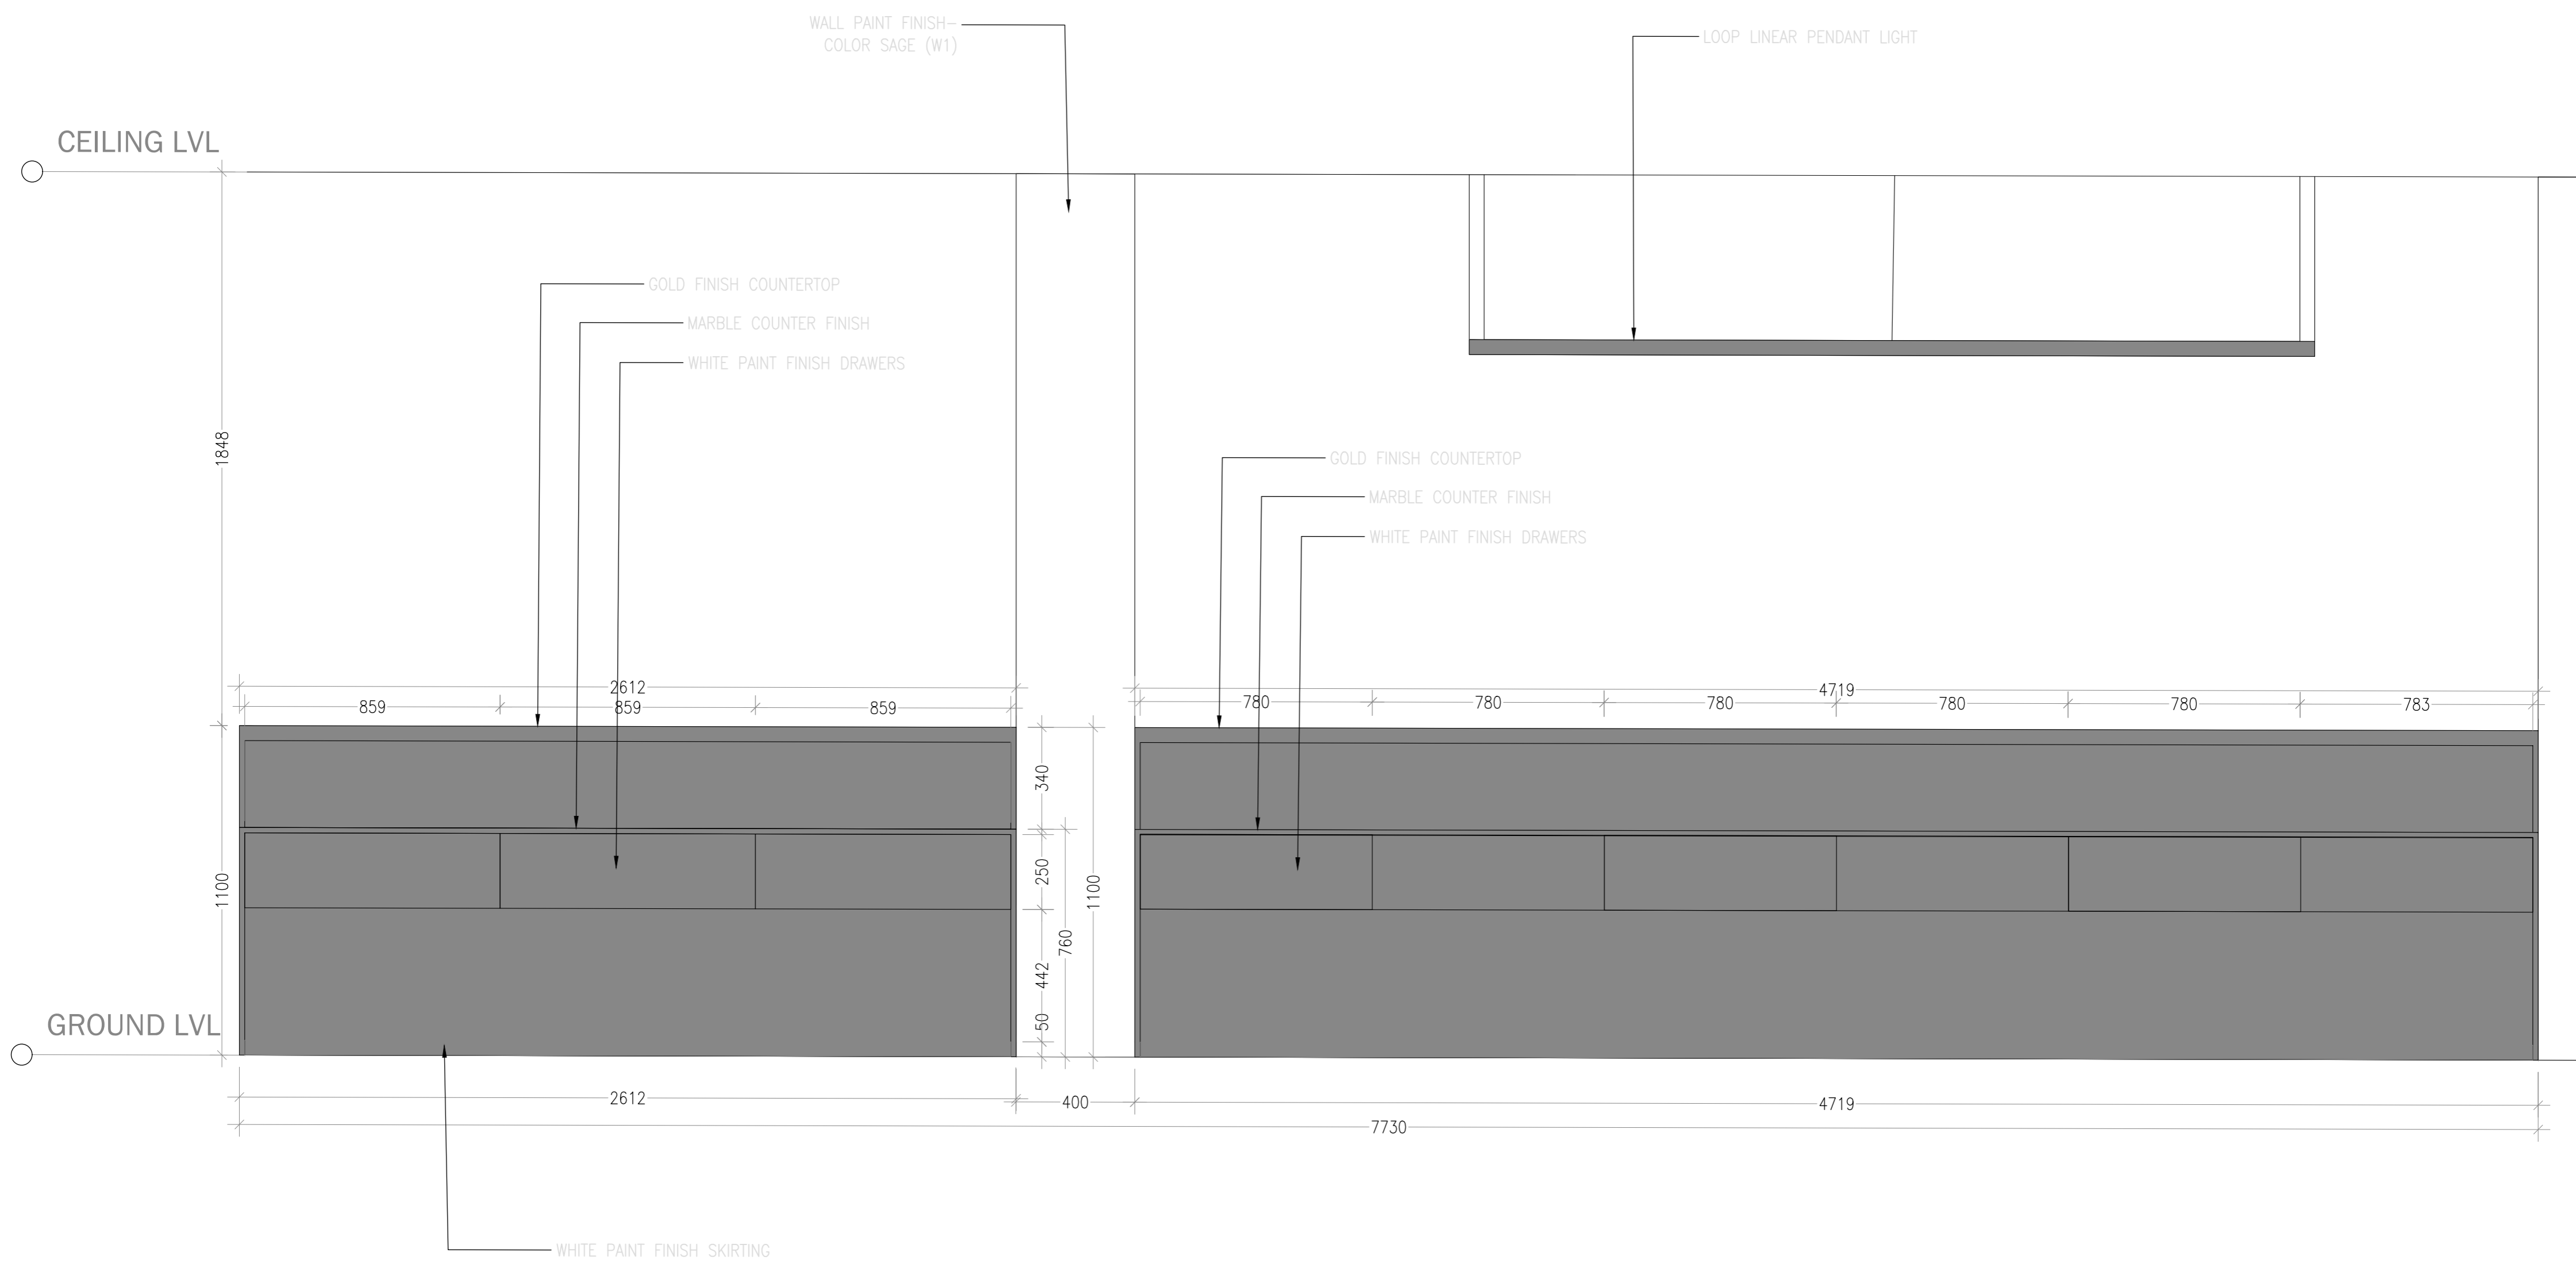 WALL PAINT FINISH-
COLOR SAGE (W1)
LOOP LINEAR PENDANT LIGHT
CEILING LVL
GOLD FINISH COUNTERTOP
MARBLE COUNTER FINISH
WHITE PAINT FINISH DRAWERS
1848
GOLD FINISH COUNTERTOP
MARBLE COUNTER FINISH
WHITE PAINT FINISH DRAWERS
2612
4719
859
859
859
780
780
780
780
780
783
340
250
1100
1100
760
442
50
GROUND LVL
2612
400
4719
7730
WHITE PAINT FINISH SKIRTING